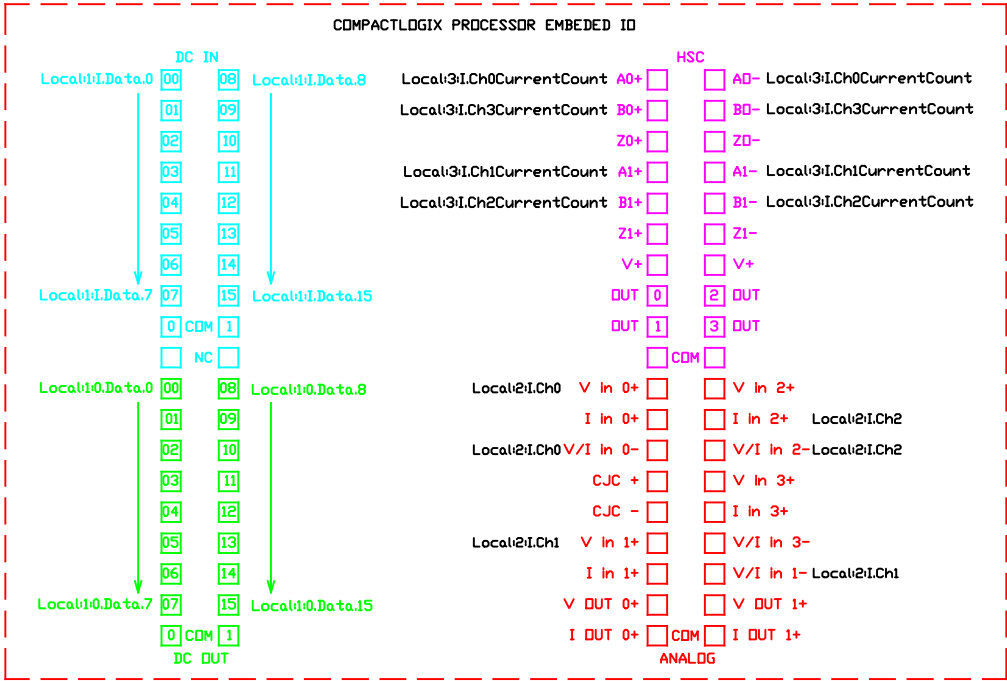 COMPACTLOGIX PROCESSOR EMBEDED IO
DC IN HSC
Local:1:I.Data.0 00 08 Local:1:I.Data.8 Local:3:I.Ch0CurrentCount A0+ A0- Local:3:I.Ch0CurrentCount
01 09 Local:3:I.Ch3CurrentCount B0+ B0- Local:3:I.Ch3CurrentCount
02 10 Z0+ Z0-
03 11 Local:3:I.Ch1CurrentCount A1+ A1- Local:3:I.Ch1CurrentCount
04 12 Local:3:I.Ch2CurrentCount B1+ B1- Local:3:I.Ch2CurrentCount
05 13 Z1+ Z1-
06 14 V+ V+
Local:1:I.Data.7 07 15 Local:1:I.Data.15 OUT 0 2 OUT
0 COM 1 OUT 1 3 OUT
NC COM
Local:1:O.Data.0 00 08 Local:1:O.Data.8 Local:2:I.Ch0 V in 0+ V in 2+
01 09 I in 0+ I in 2+ Local:2:I.Ch2
02 10 Local:2:I.Ch0 V/I in 0- V/I in 2- Local:2:I.Ch2
03 11 CJC + V in 3+
04 12 CJC - I in 3+
05 13 Local:2:I.Ch1 V in 1+ V/I in 3-
06 14 I in 1+ V/I in 1- Local:2:I.Ch1
Local:1:O.Data.7 07 15 Local:1:O.Data.15 V OUT 0+ V OUT 1+
0 COM 1 I OUT 0+ COM I OUT 1+
DC OUT ANALOG